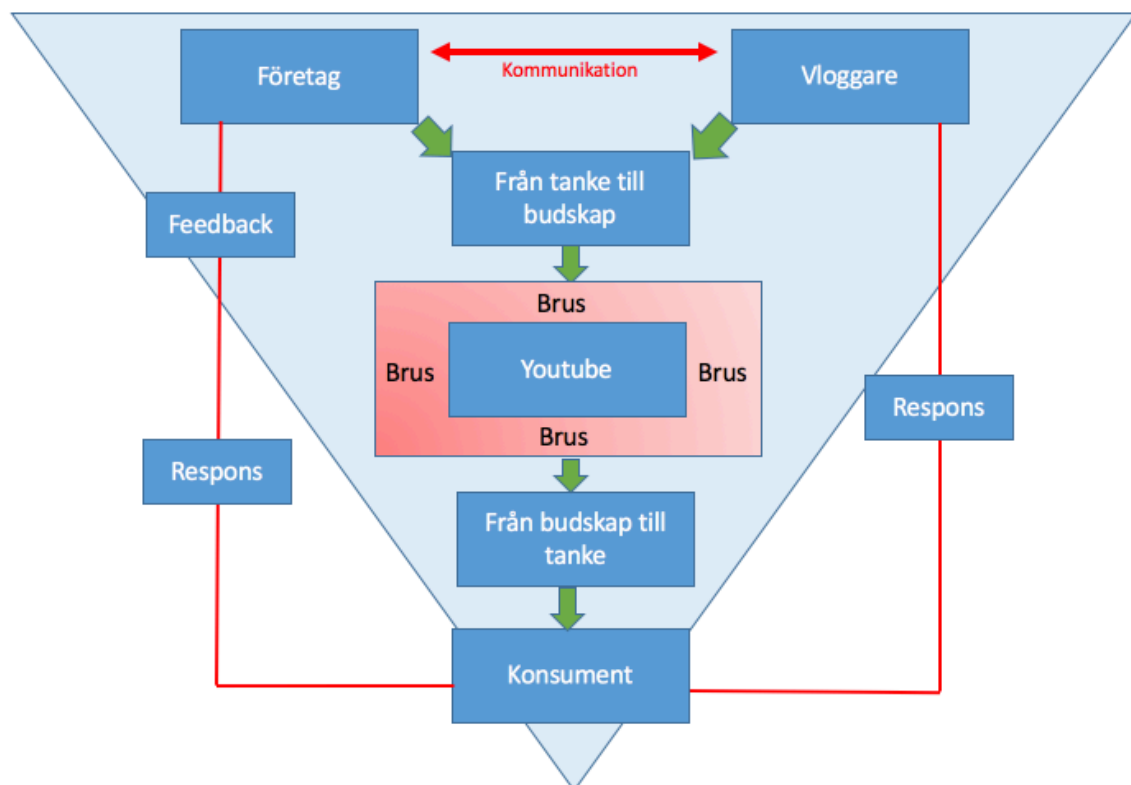 Företag
Kommunikation
Vloggare
Från tanke till
budskap
Feedback
Brus
Brus
Youtube
Brus
Brus
Respons
Respons
Från budskap till
tanke
Konsument